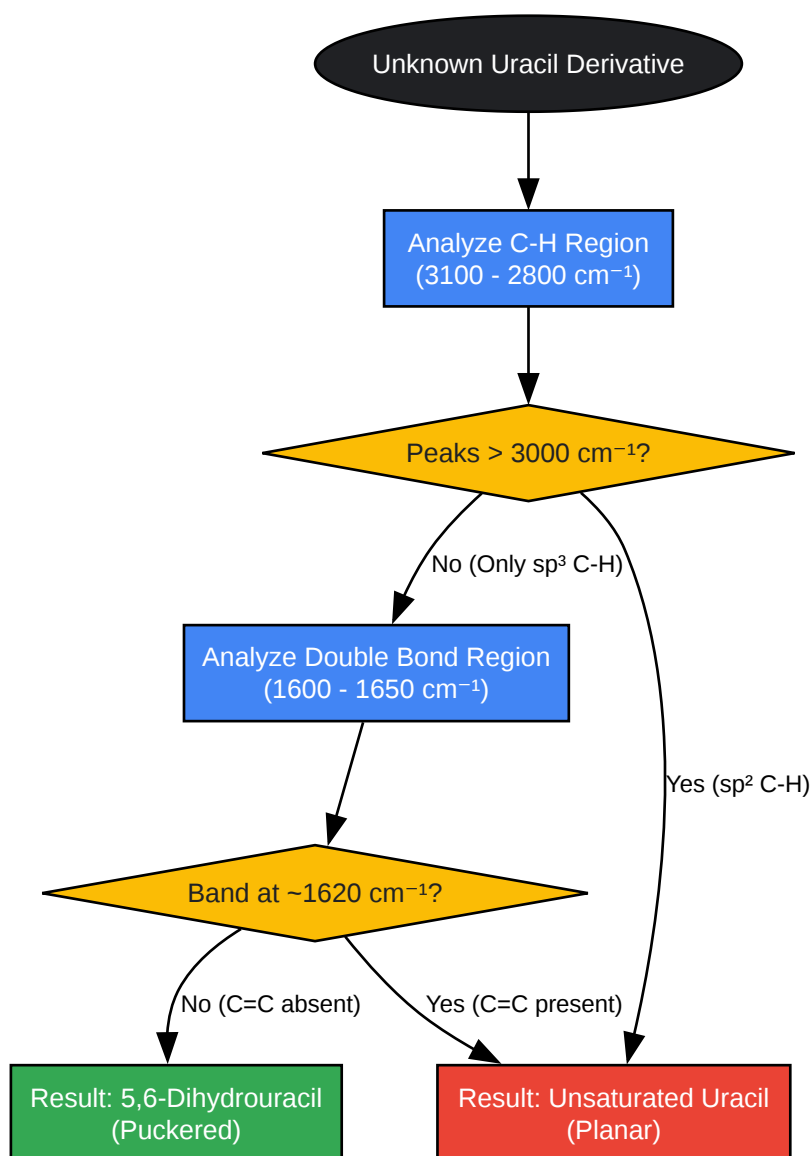 Unknown Uracil Derivative
Analyze C-H Region
(3100 - 2800 cm⁻¹)
Peaks > 3000 cm⁻¹?
No (Only sp³ C-H)
Analyze Double Bond Region
(1600 - 1650 cm⁻¹)
Yes (sp² C-H)
Band at ~1620 cm⁻¹?
No (C=C absent)
Yes (C=C present)
Result: 5,6-Dihydrouracil
(Puckered)
Result: Unsaturated Uracil
(Planar)